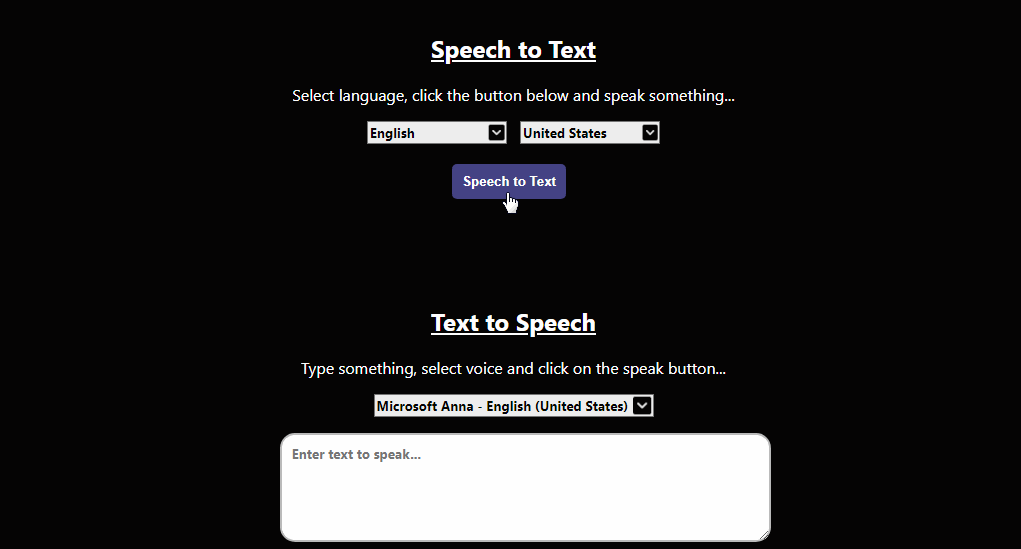 Speech to Text
Select language, click the button below and speak something...
English
United States
Speech to Text
Text to Speech
Type something, select voice and click on the speak button...
Microsoft Anna - English (United States)
Enter text to speak...